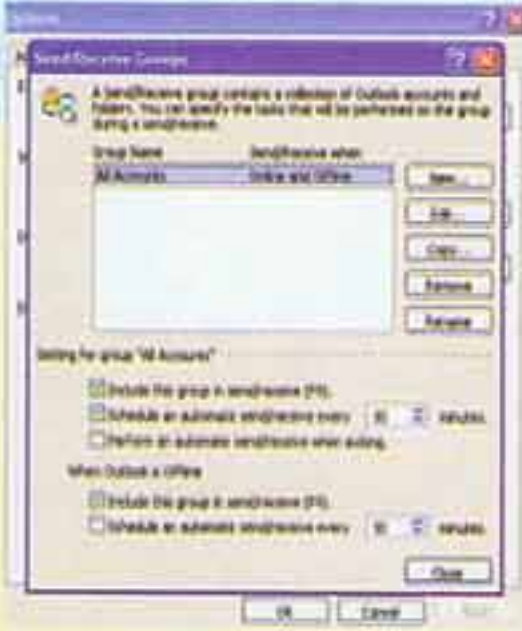 Options
Send/Receive Groups
A Send/Receive group contains a collection of Outlook accounts and
folders. You can specify the tasks that will be performed on the group
during a send/receive.
Group Name Send/Receive when
All Accounts Online and Offline
New...
Edit...
Copy...
Remove
Rename
Setting for group "All Accounts"
Include this group in send/receive (F9).
Schedule an automatic send/receive every minutes.
Perform an automatic send/receive when exiting.
When Outlook is Offline
Include this group in send/receive (F9).
Schedule an automatic send/receive every minutes.
Close
OK Cancel